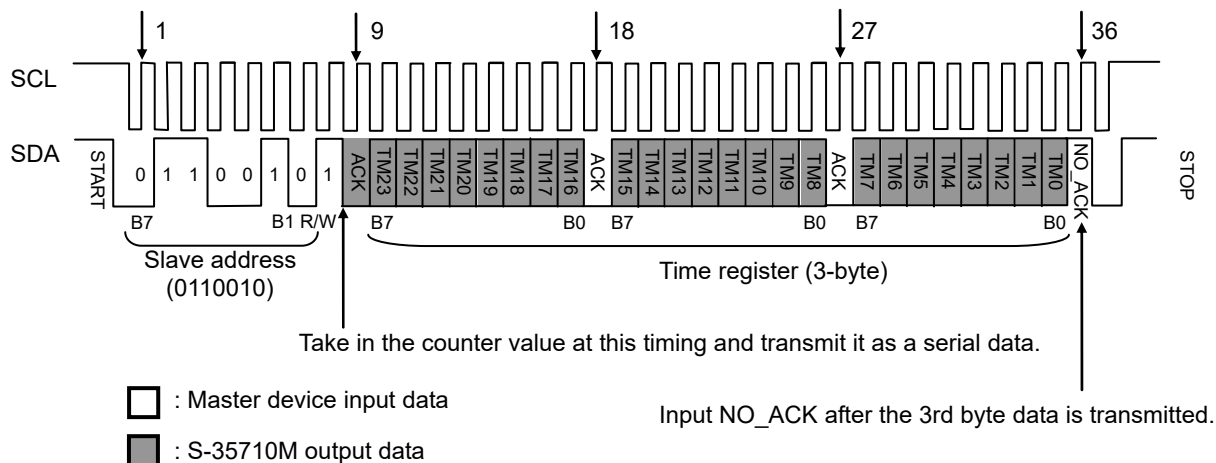 1 9 18 27 36
SCL
SDA
START 0 1 1 0 0 1 0 1 ACK TM23 TM22 TM21 TM20 TM19 TM18 TM17 TM16 ACK TM15 TM14 TM13 TM12 TM11 TM10 TM9 TM8 ACK TM7 TM6 TM5 TM4 TM3 TM2 TM1 TM0 NO_ACK STOP
B7 B1 R/W B7 B0 B7 B0 B7 B0
Slave address
(0110010)
Time register (3-byte)
Take in the counter value at this timing and transmit it as a serial data.
: Master device input data
Input NO_ACK after the 3rd byte data is transmitted.
: S-35710M output data